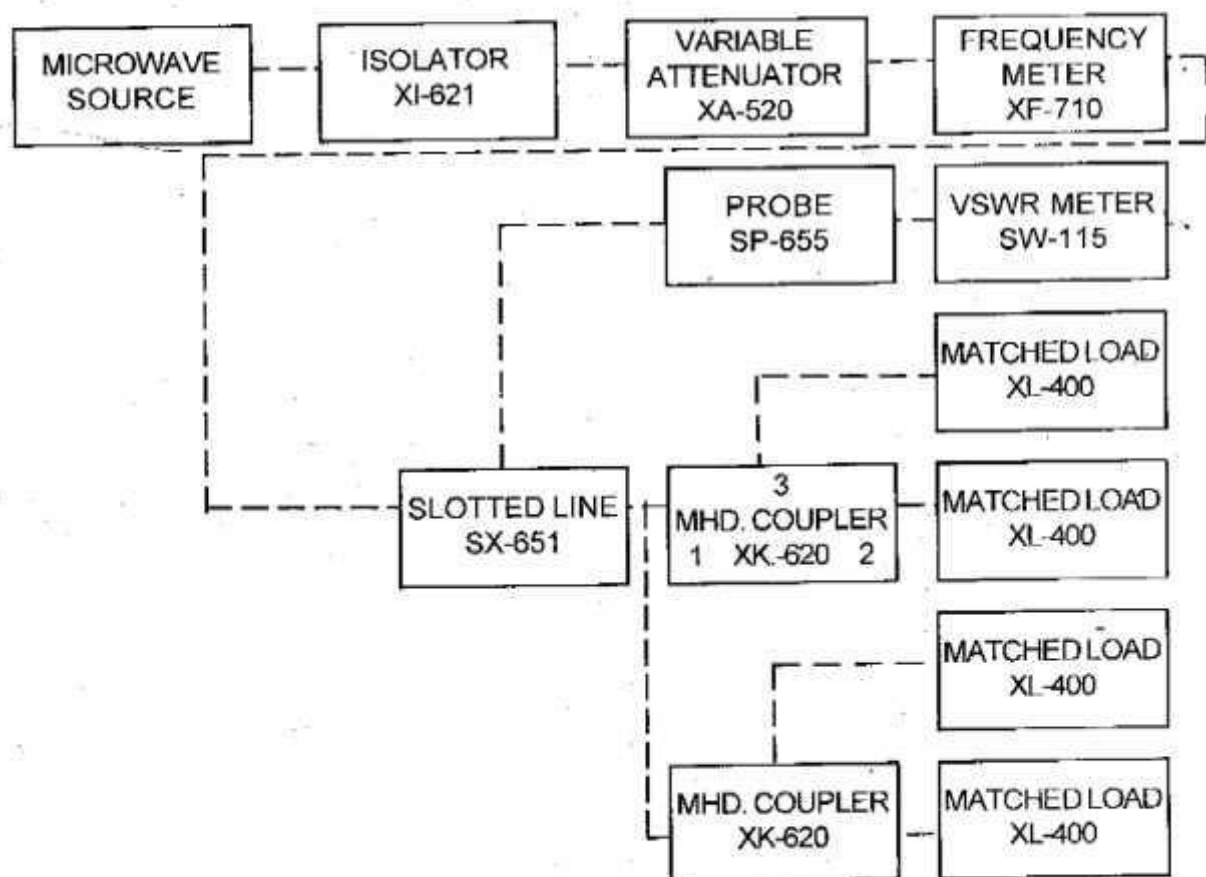 MICROWAVE
SOURCE
ISOLATOR
XI-621
VARIABLE
ATTENUATOR
XA-520
FREQUENCY
METER
XF-710
PROBE
SP-655
VSWR METER
SW-115
MATCHED LOAD
XL-400
SLOTTED LINE
SX-651
3
MHD. COUPLER
1 XK.-620 2
MATCHED LOAD
XL-400
MATCHED LOAD
XL-400
MHD. COUPLER
XK-620
MATCHED LOAD
XL-400